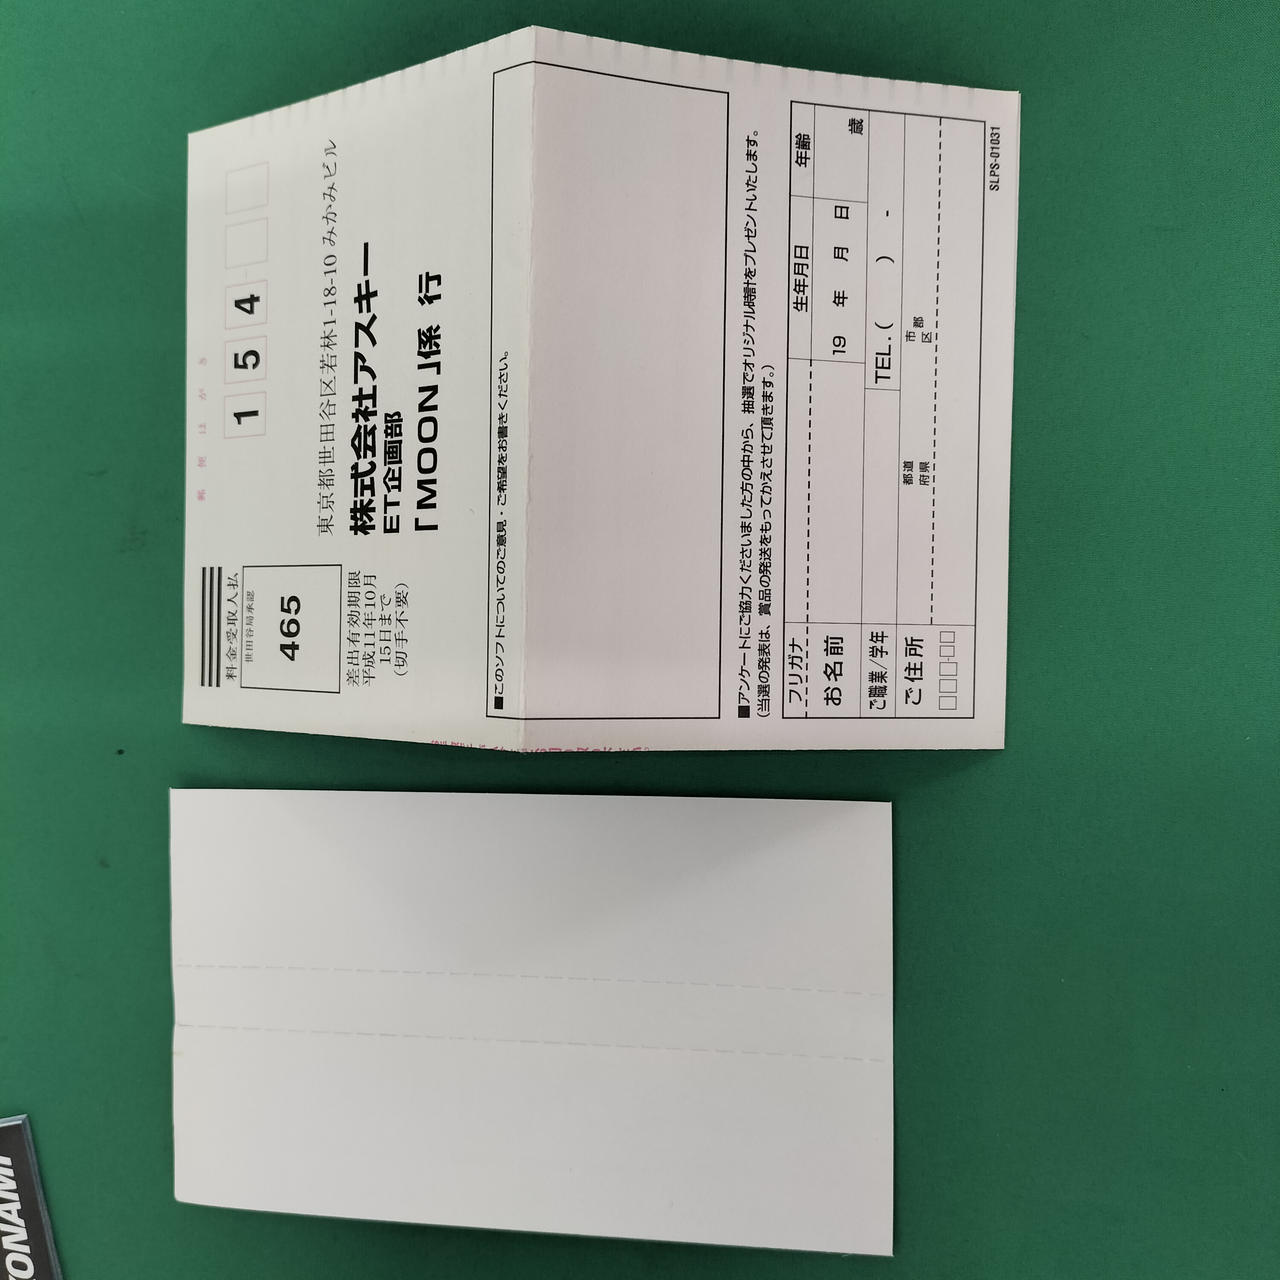 郵便はがき
154
料金受取人払
世田谷局承認
465
差出有効期限
平成11年10月
15日まで
(切手不要)
東京都世田谷区若林1-18-10 みかみビル
株式会社アスキー
ET企画部
「MOON」係 行
■このソフトについてのご意見・ご希望をお書きください。
■アンケートにご協力くださいました方の中から、抽選でオリジナル時計をプレゼントいたします。
(当選の発表は、賞品の発送をもってかえさせて頂きます。)
フリガナ 生年月日 年齢
お名前 19 年 月 日 歳
ご職業/学年 TEL.( ) -
ご住所 都道府県 市郡区
SLPS-01031
KONAMI